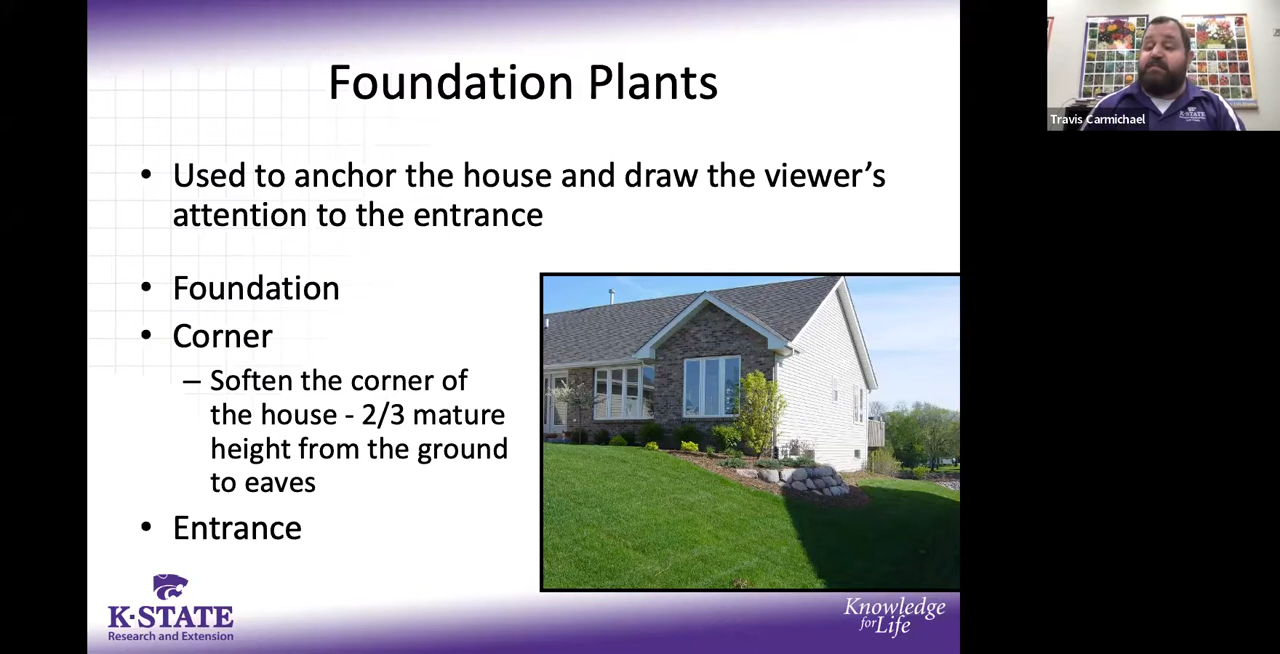 Foundation Plants
• Used to anchor the house and draw the viewer's
attention to the entrance
• Foundation
• Corner
– Soften the corner of
the house - 2/3 mature
height from the ground
to eaves
• Entrance
K-STATE
Research and Extension
Knowledge
for Life
Travis Carmichael
K-STATE